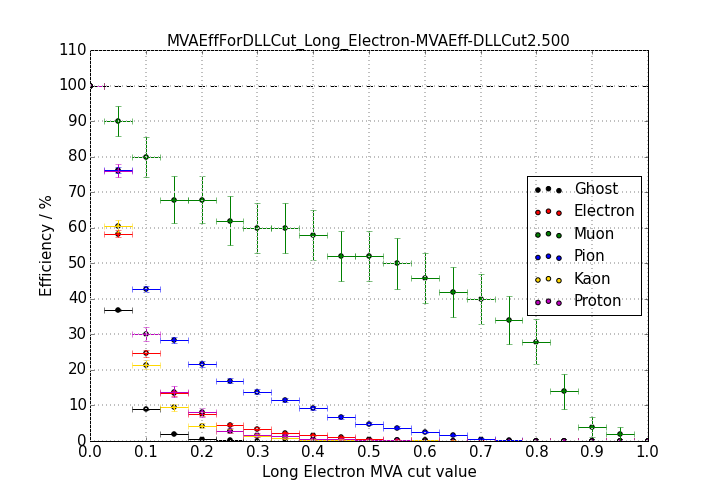 MVAEffForDLLCut_Long_Electron-MVAEff-DLLCut2.500
110
100
90
80
70
60
50
40
30
20
10
0
Efficiency / %
Ghost
Electron
Muon
Pion
Kaon
Proton
0.0 0.1 0.2 0.3 0.4 0.5 0.6 0.7 0.8 0.9 1.0
Long Electron MVA cut value